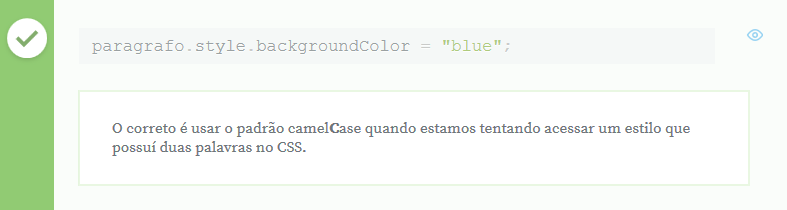 paragrafo.style.backgroundColor = "blue";
O correto é usar o padrão camelCase quando estamos tentando acessar um estilo que
possuí duas palavras no CSS.